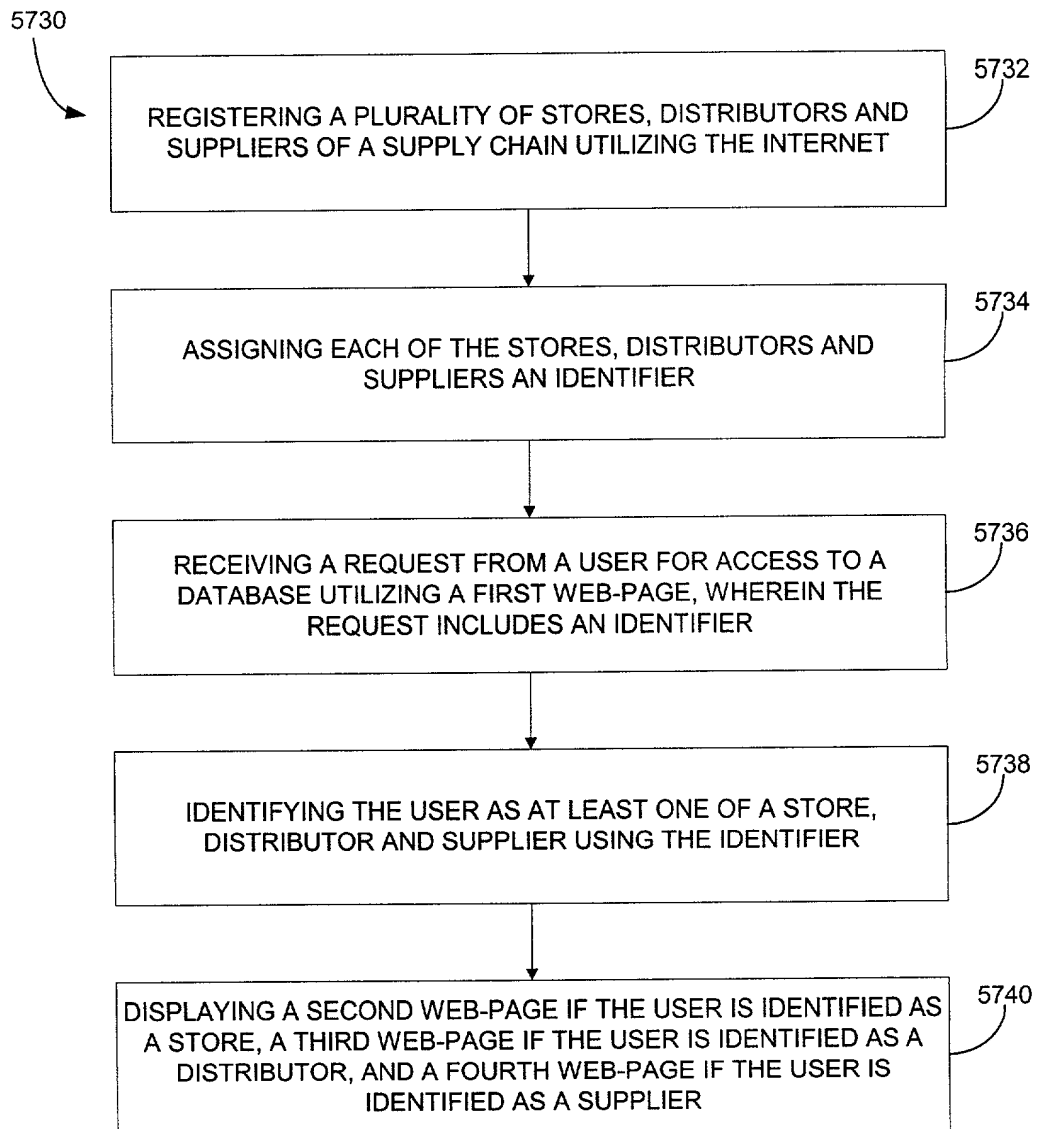 5730
5732
REGISTERING A PLURALITY OF STORES, DISTRIBUTORS AND
SUPPLIERS OF A SUPPLY CHAIN UTILIZING THE INTERNET
5734
ASSIGNING EACH OF THE STORES, DISTRIBUTORS AND
SUPPLIERS AN IDENTIFIER
5736
RECEIVING A REQUEST FROM A USER FOR ACCESS TO A
DATABASE UTILIZING A FIRST WEB-PAGE, WHEREIN THE
REQUEST INCLUDES AN IDENTIFIER
5738
IDENTIFYING THE USER AS AT LEAST ONE OF A STORE,
DISTRIBUTOR AND SUPPLIER USING THE IDENTIFIER
5740
DISPLAYING A SECOND WEB-PAGE IF THE USER IS IDENTIFIED AS
A STORE, A THIRD WEB-PAGE IF THE USER IS IDENTIFIED AS A
DISTRIBUTOR, AND A FOURTH WEB-PAGE IF THE USER IS
IDENTIFIED AS A SUPPLIER